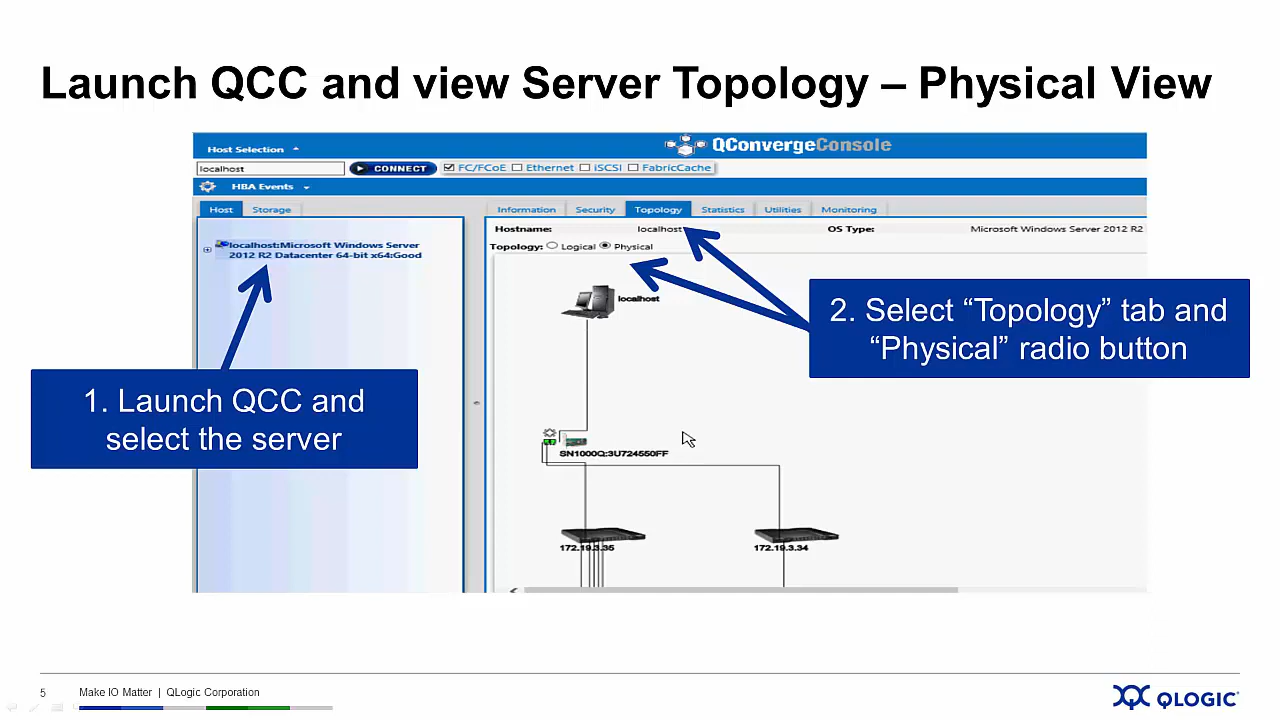 Launch QCC and view Server Topology – Physical View
Host Selection
QConvergeConsole
localhost
CONNECT
FC/FCoE Ethernet iSCSI FabricCache
HBA Events
Host Storage
Information Security Topology Statistics Utilities Monitoring
Hostname: localhost OS Type: Microsoft Windows Server 2012 R2
Topology: Logical Physical
localhost:Microsoft Windows Server
2012 R2 Datacenter 64-bit x64:Good
localhost
2. Select “Topology” tab and
“Physical” radio button
1. Launch QCC and
select the server
SN1000Q:3U724550FF
172.19.3.35
172.19.3.34
5 Make IO Matter | QLogic Corporation
QLOGIC